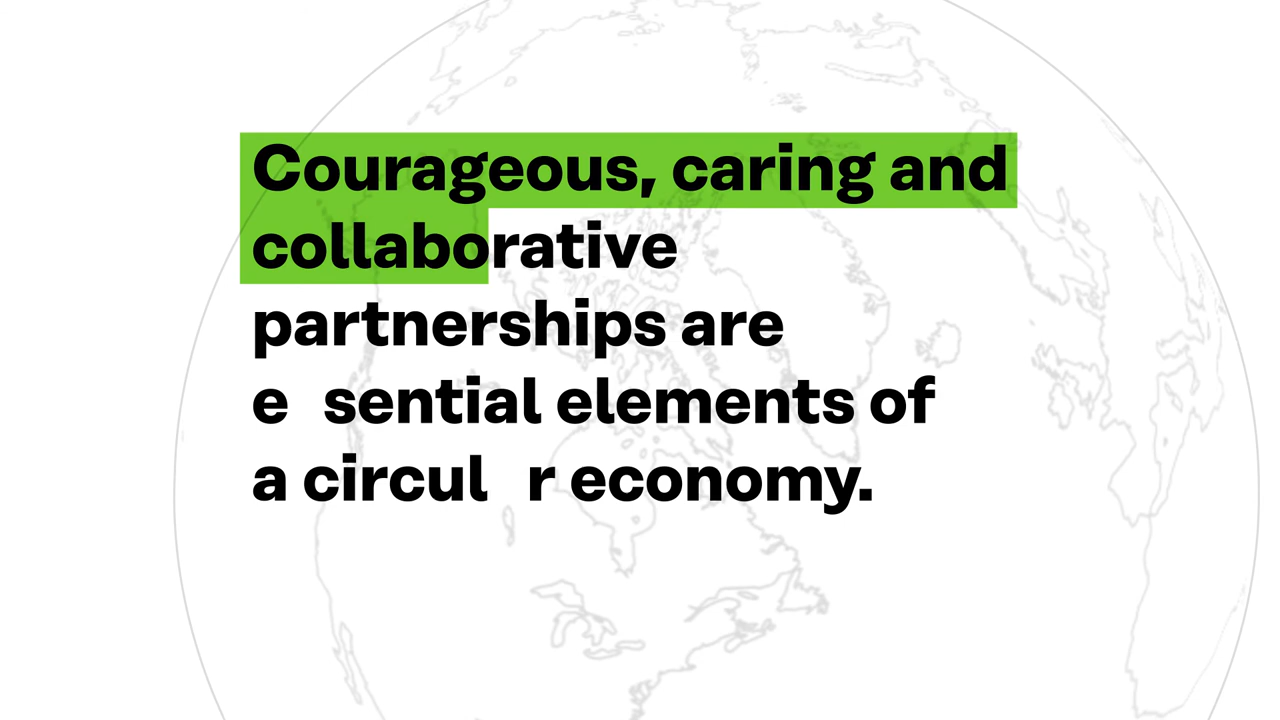 Courageous, caring and
collaborative
partnerships are
e sential elements of
a circul r economy.